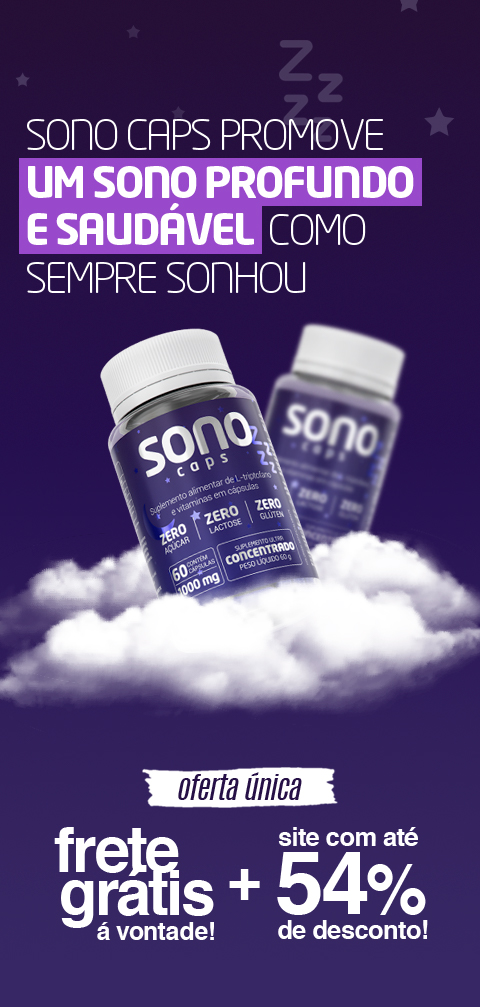 SONO CAPS PROMOVE
UM SONO PROFUNDO
E SAUDÁVEL COMO
SEMPRE SONHOU
sono
caps
Suplemento alimentar de L-triptofano
e vitaminas em cápsulas
ZERO
AÇÚCAR
ZERO
LACTOSE
ZERO
GLÚTEN
60 CONTÉM
CÁPSULAS
1000 mg
SUPLEMENTO ULTRA
CONCENTRADO
PESO LÍQUIDO 60 g
sono
caps
ZERO
ZERO
oferta única
frete
grátis
á vontade!
+
site com até
54%
de desconto!